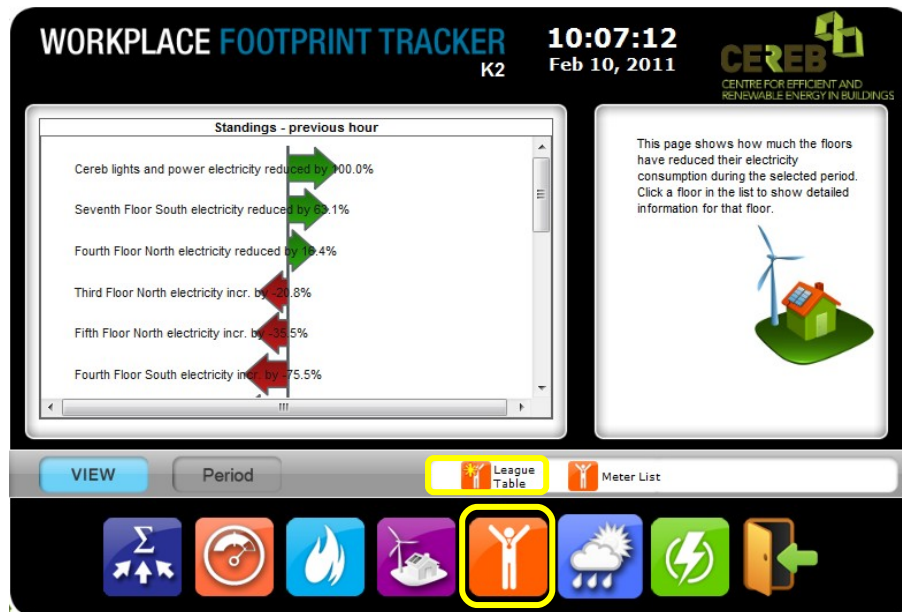 WORKPLACE FOOTPRINT TRACKER
K2
10:07:12
Feb 10, 2011
CEREB
CENTRE FOR EFFICIENT AND
RENEWABLE ENERGY IN BUILDINGS
Standings - previous hour
Cereb lights and power electricity reduced by 100.0%
Seventh Floor South electricity reduced by 63.1%
Fourth Floor North electricity reduced by 16.4%
Third Floor North electricity incr. by -20.8%
Fifth Floor North electricity incr. by -35.5%
Fourth Floor South electricity incr. by -75.5%
This page shows how much the floors
have reduced their electricity
consumption during the selected period.
Click a floor in the list to show detailed
information for that floor.
VIEW
Period
League
Table
Meter List
Σ